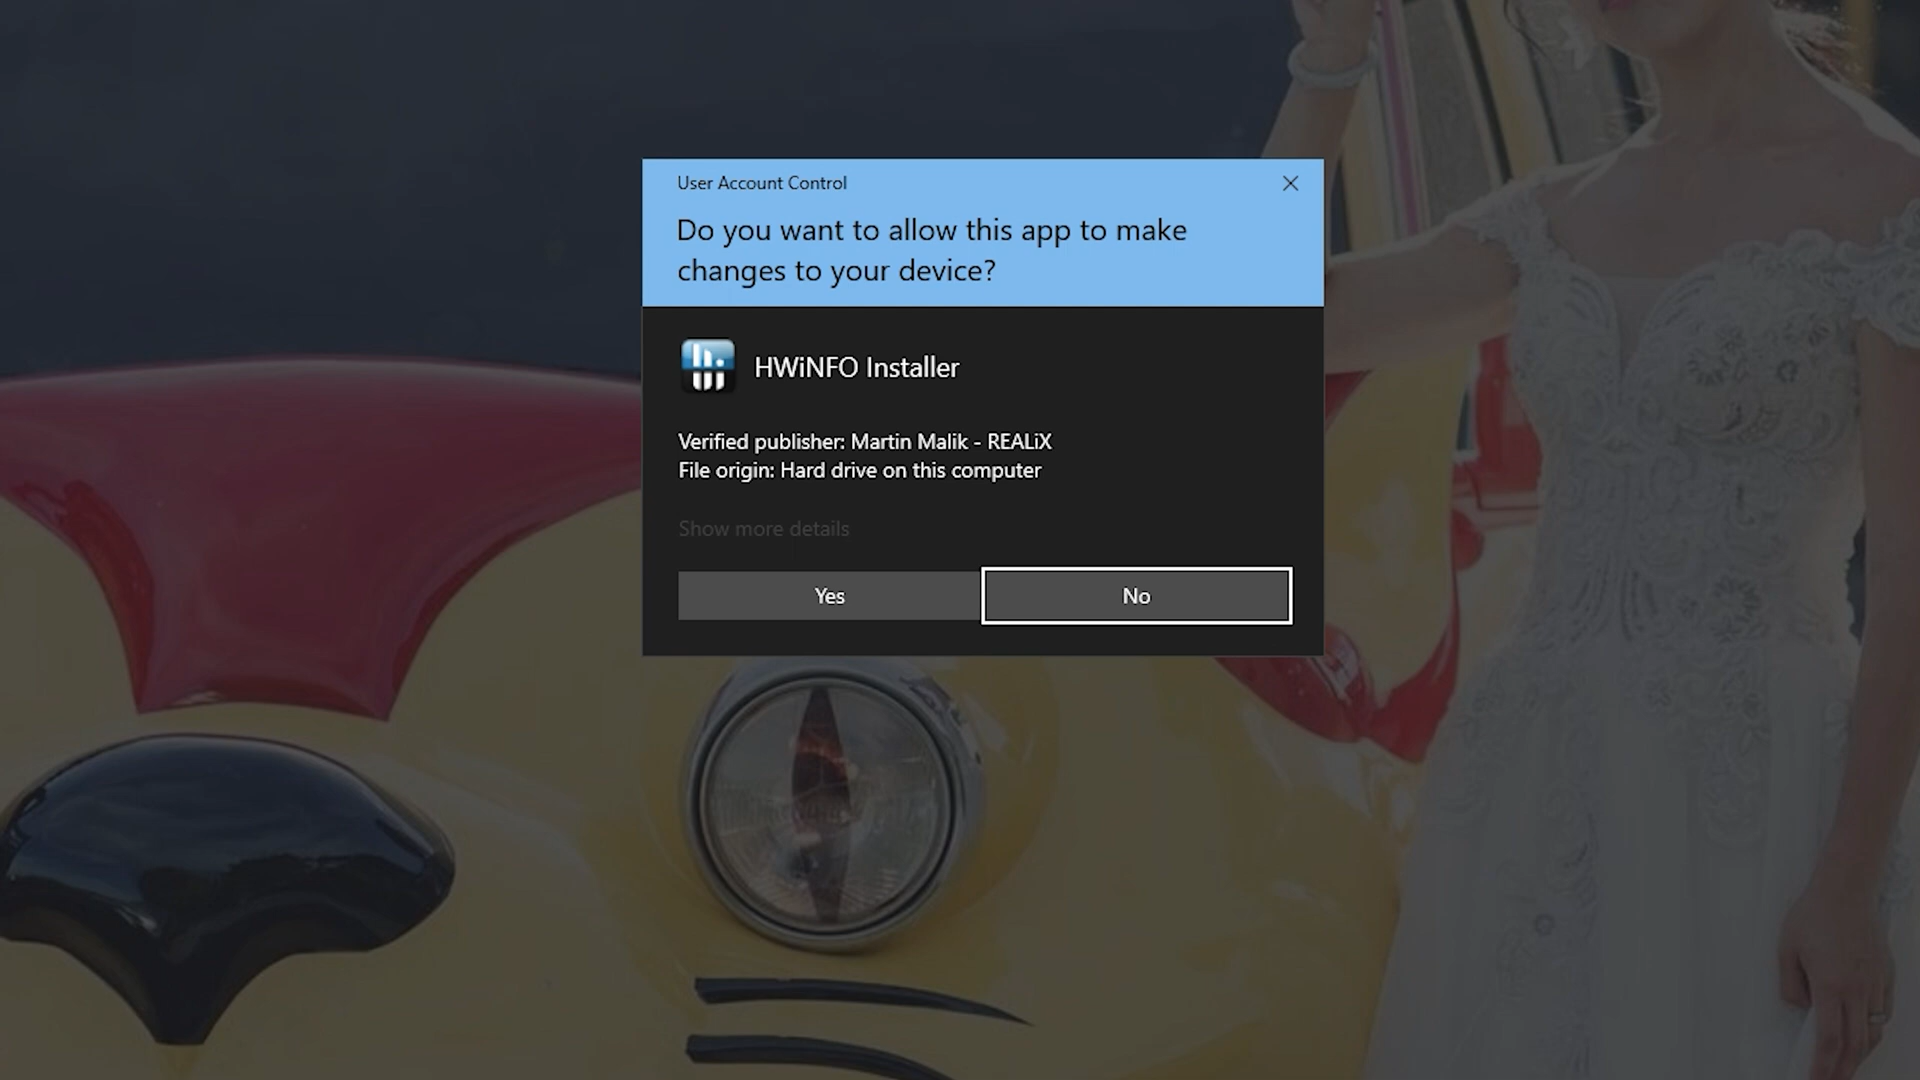 User Account Control
Do you want to allow this app to make
changes to your device?
HWiNFO Installer
Verified publisher: Martin Malik - REALiX
File origin: Hard drive on this computer
Show more details
Yes
No